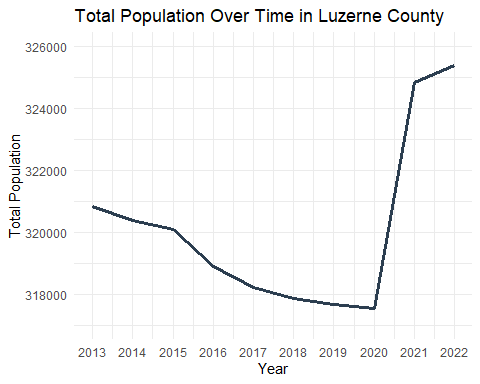 Total Population Over Time in Luzerne County
326000
324000
322000
320000
318000
Total Population
2013 2014 2015 2016 2017 2018 2019 2020 2021 2022
Year